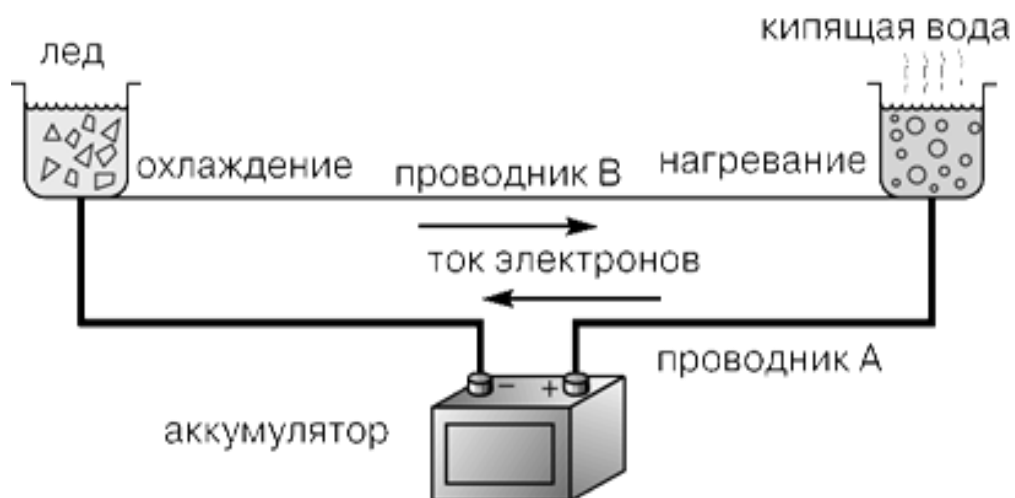 лед
кипящая вода
охлаждение
проводник В
нагревание
ток электронов
− +
проводник А
аккумулятор